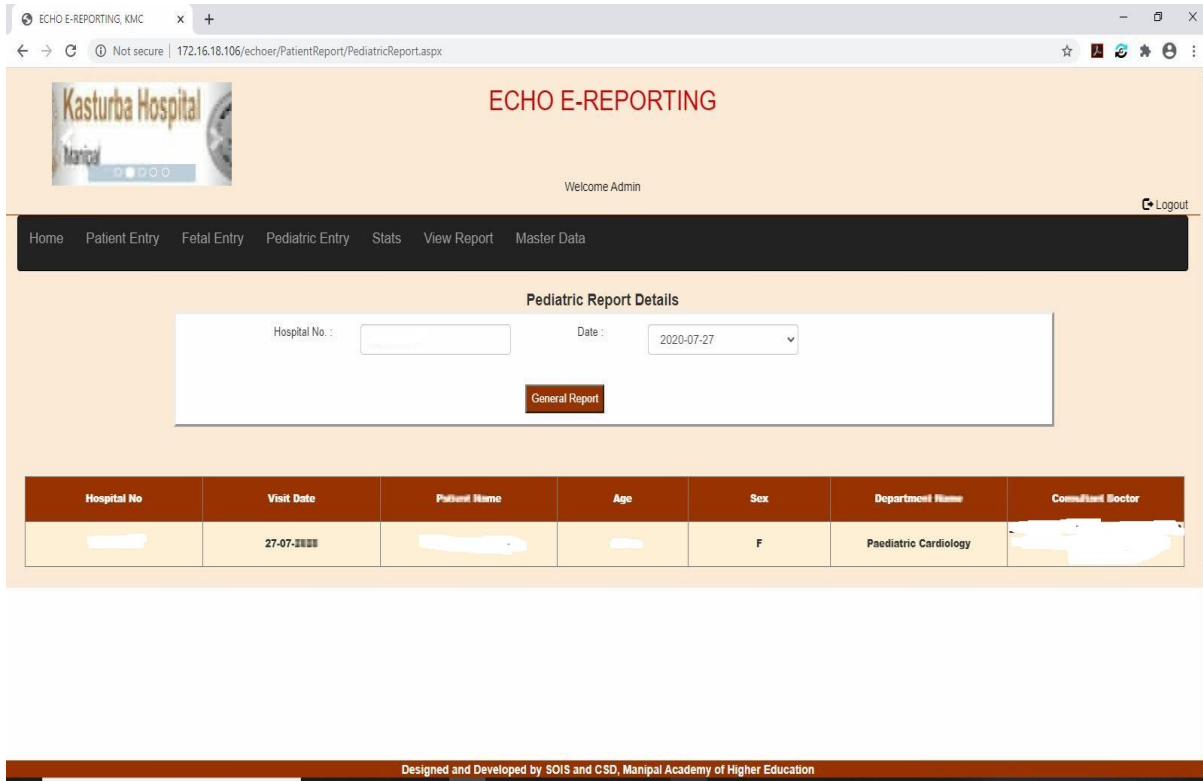 ECHO E-REPORTING, KMC
Not secure | 172.16.18.106/echoer/PatientReport/PediatricReport.aspx
Kasturba Hospital
Manipal
ECHO E-REPORTING
Welcome Admin
Logout
Home Patient Entry Fetal Entry Pediatric Entry Stats View Report Master Data
Pediatric Report Details
Hospital No. : Date : 2020-07-27
General Report
Hospital No Visit Date Patient Name Age Sex Department Name Consultant Doctor
27-07- F Paediatric Cardiology
Designed and Developed by SOIS and CSD, Manipal Academy of Higher Education